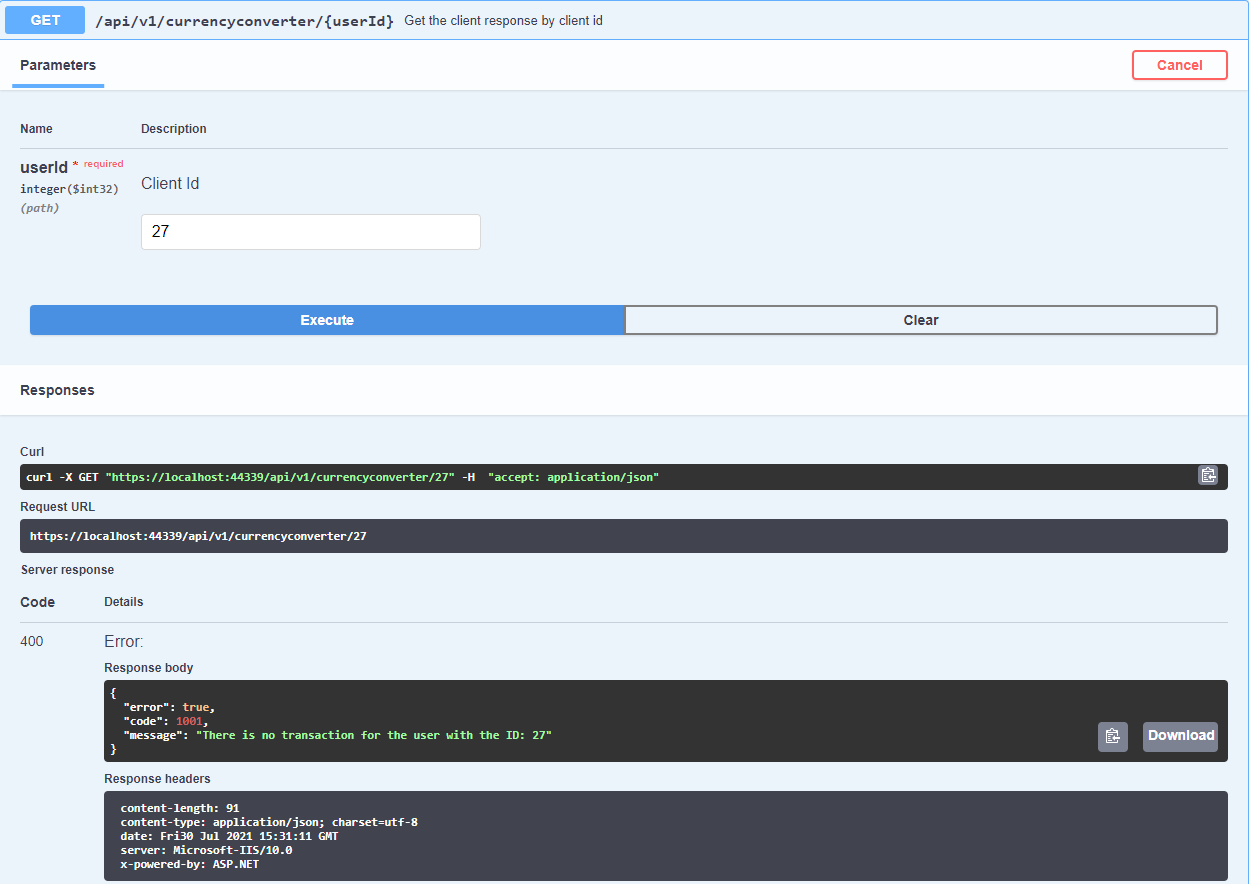 GET /api/v1/currencyconverter/{userId} Get the client response by client id
Parameters Cancel
Name Description
userId * required
integer($int32)
(path)
Client Id
27
Execute Clear
Responses
Curl
curl -X GET "https://localhost:44339/api/v1/currencyconverter/27" -H  "accept: application/json"
Request URL
https://localhost:44339/api/v1/currencyconverter/27
Server response
Code Details
400 Error:
Response body
{
  "error": true,
  "code": 1001,
  "message": "There is no transaction for the user with the ID: 27"
}
Download
Response headers
content-length: 91
content-type: application/json; charset=utf-8
date: Fri30 Jul 2021 15:31:11 GMT
server: Microsoft-IIS/10.0
x-powered-by: ASP.NET